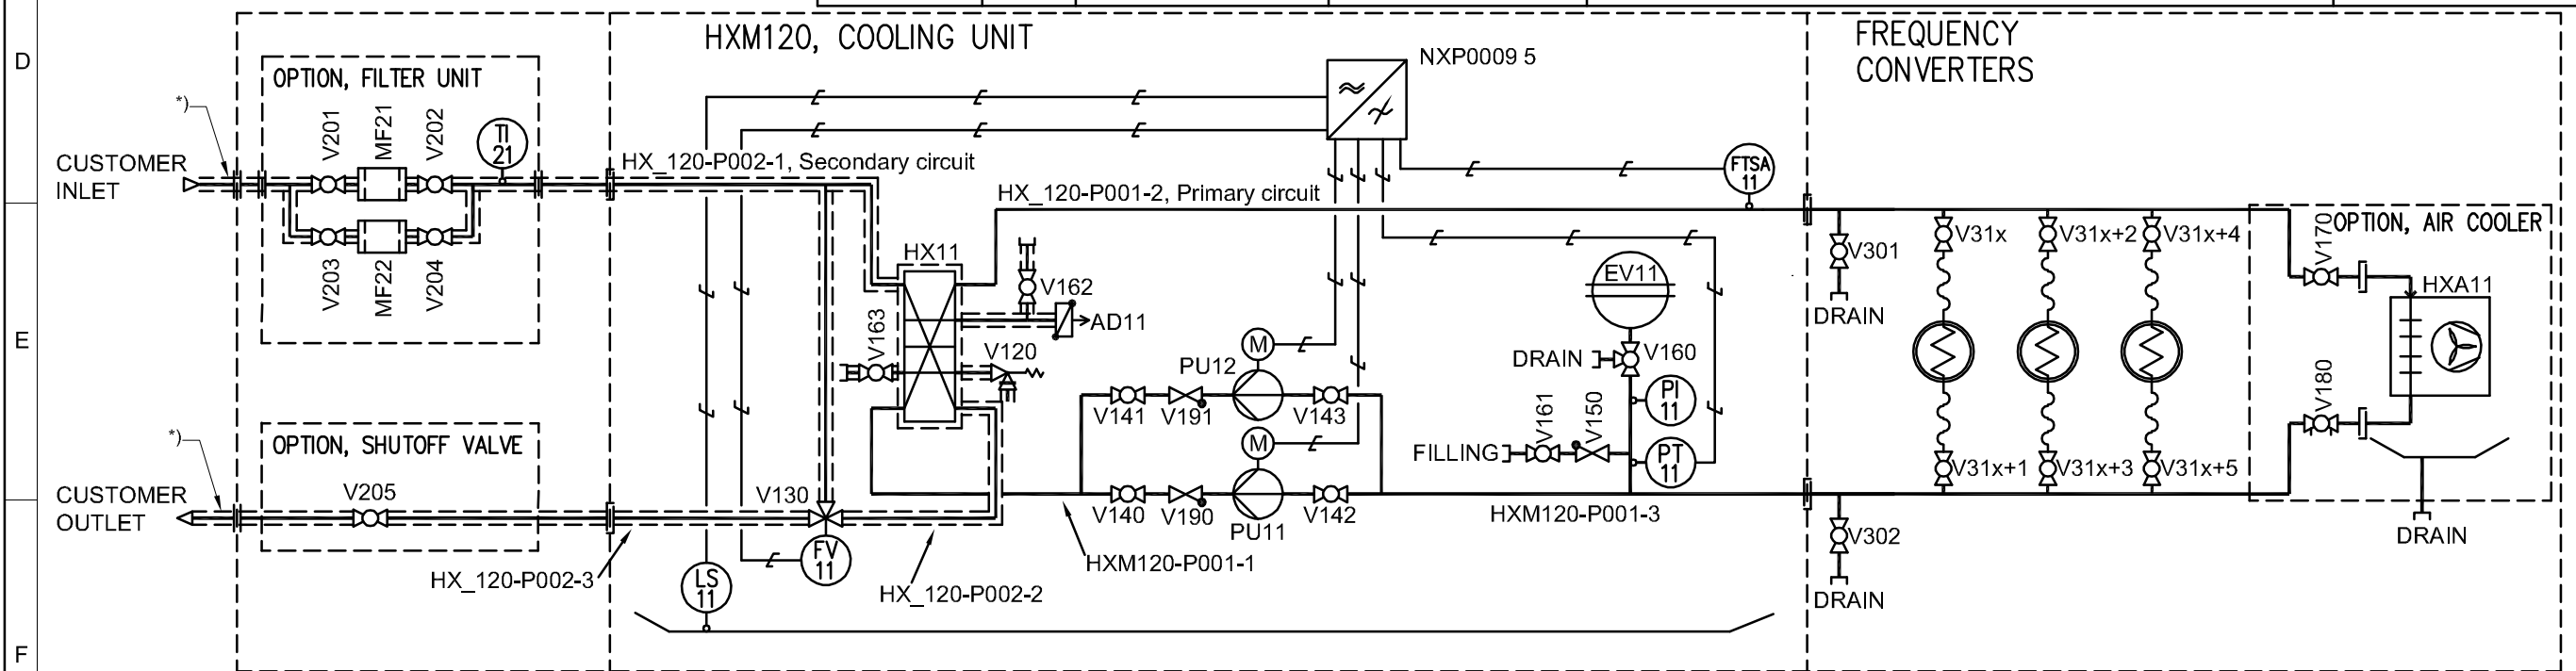 D
E
F
HXM120, COOLING UNIT
FREQUENCY
CONVERTERS
NXP0009 5
OPTION, FILTER UNIT
*)
V201
MF21
V202
TI
21
CUSTOMER
INLET
HX_120-P002-1, Secondary circuit
HX_120-P001-2, Primary circuit
FTSA
11
V203
MF22
V204
HX11
V162
AD11
V163
V120
EV11
DRAIN
V160
PU12
M
V141
V191
V143
PI
11
V161
V150
FILLING
PT
11
M
V140
V190
PU11
V142
HXM120-P001-3
HXM120-P001-1
V301
DRAIN
V31x
V31x+2
V31x+4
V31x+1
V31x+3
V31x+5
OPTION, AIR COOLER
V170
HXA11
V180
DRAIN
V302
DRAIN
OPTION, SHUTOFF VALVE
*)
V205
CUSTOMER
OUTLET
V130
FV
11
LS
11
HX_120-P002-3
HX_120-P002-2